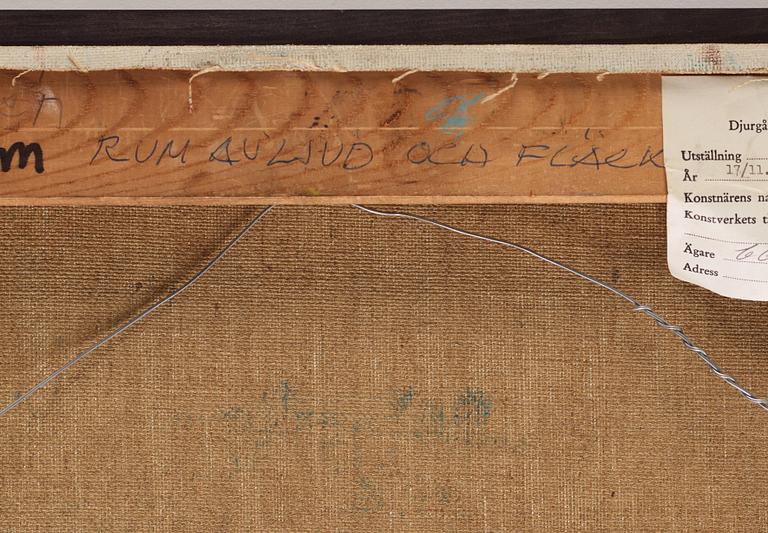 m RUM AV LJUD OCH FLÄCK
Djurgå
Utställning
År 17/11.
Konstnärens na
Konstverkets t
Ägare
Adress